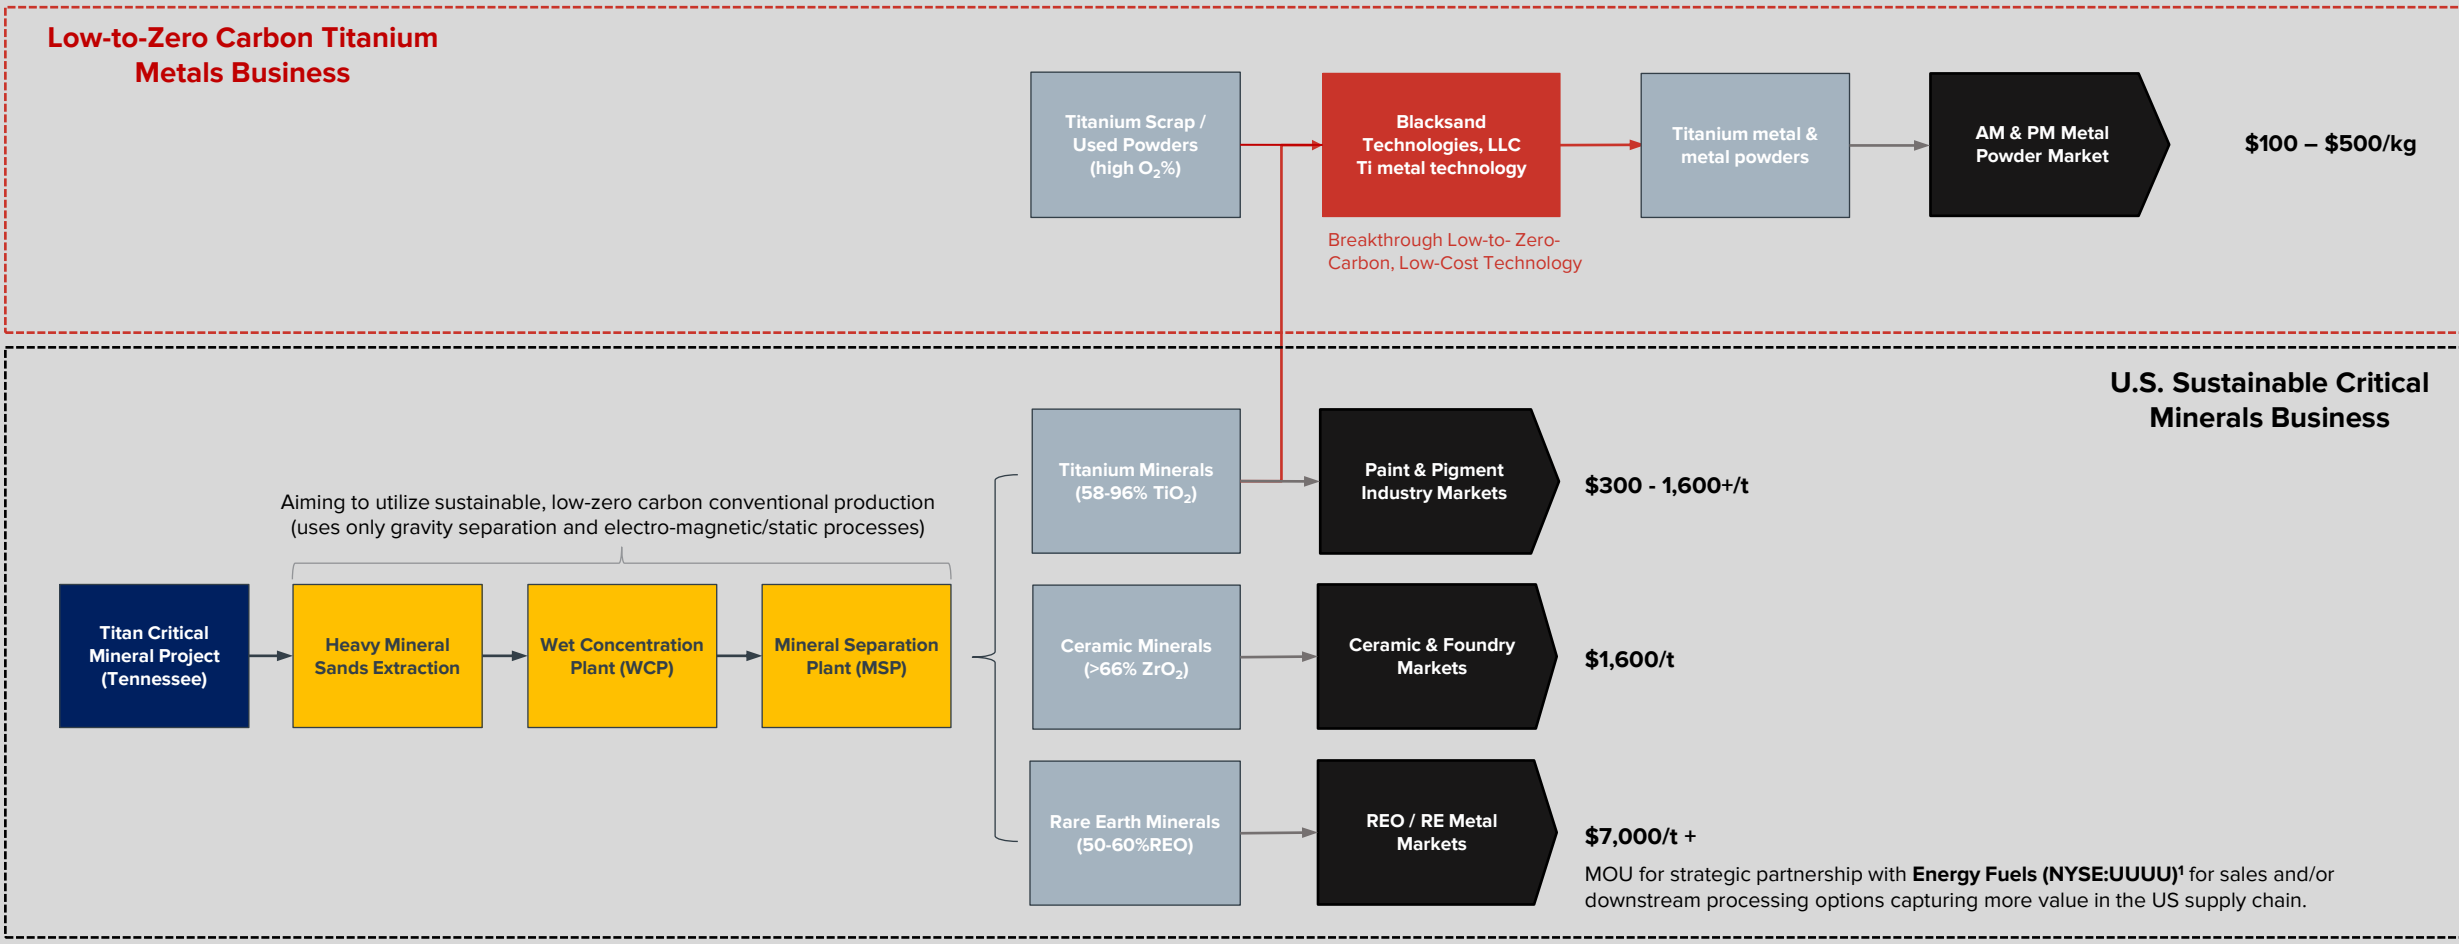 Low-to-Zero Carbon Titanium
Metals Business
Titanium Scrap /
Used Powders
(high O₂%)
Blacksand
Technologies, LLC
Ti metal technology
Titanium metal &
metal powders
AM & PM Metal
Powder Market
$100 – $500/kg
Breakthrough Low-to- Zero-
Carbon, Low-Cost Technology
U.S. Sustainable Critical
Minerals Business
Titanium Minerals
(58-96% TiO₂)
Paint & Pigment
Industry Markets
$300 - 1,600+/t
Aiming to utilize sustainable, low-zero carbon conventional production
(uses only gravity separation and electro-magnetic/static processes)
Titan Critical
Mineral Project
(Tennessee)
Heavy Mineral
Sands Extraction
Wet Concentration
Plant (WCP)
Mineral Separation
Plant (MSP)
Ceramic Minerals
(>66% ZrO₂)
Ceramic & Foundry
Markets
$1,600/t
Rare Earth Minerals
(50-60%REO)
REO / RE Metal
Markets
$7,000/t +
MOU for strategic partnership with Energy Fuels (NYSE:UUUU)¹ for sales and/or
downstream processing options capturing more value in the US supply chain.